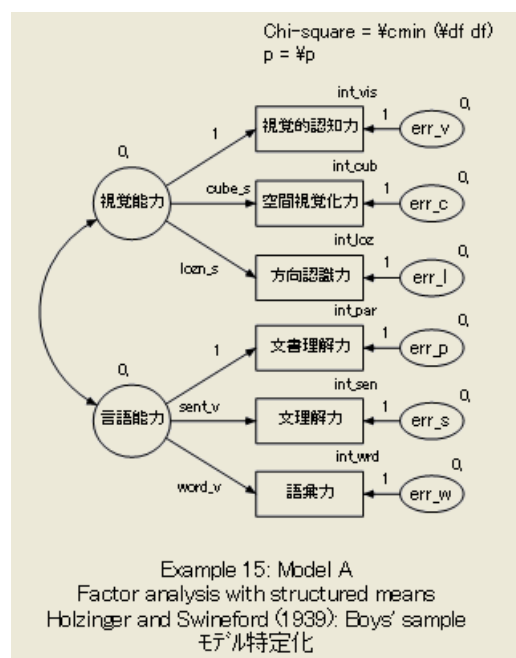 Chi-square = ¥cmin (¥df df)
p = ¥p
int_vis
0,
1
視覚的認知力
1
err_v
0,
int_cub
0,
視覚能力
cube_s
空間視覚化力
1
err_c
int_loz
0,
lozn_s
方向認識力
1
err_l
int_par
0,
1
文書理解力
1
err_p
0,
int_sen
0,
言語能力
sent_v
文理解力
1
err_s
int_wrd
0,
word_v
語彙力
1
err_w
Example 15: Model A
Factor analysis with structured means
Holzinger and Swineford (1939): Boys' sample
モデル特定化